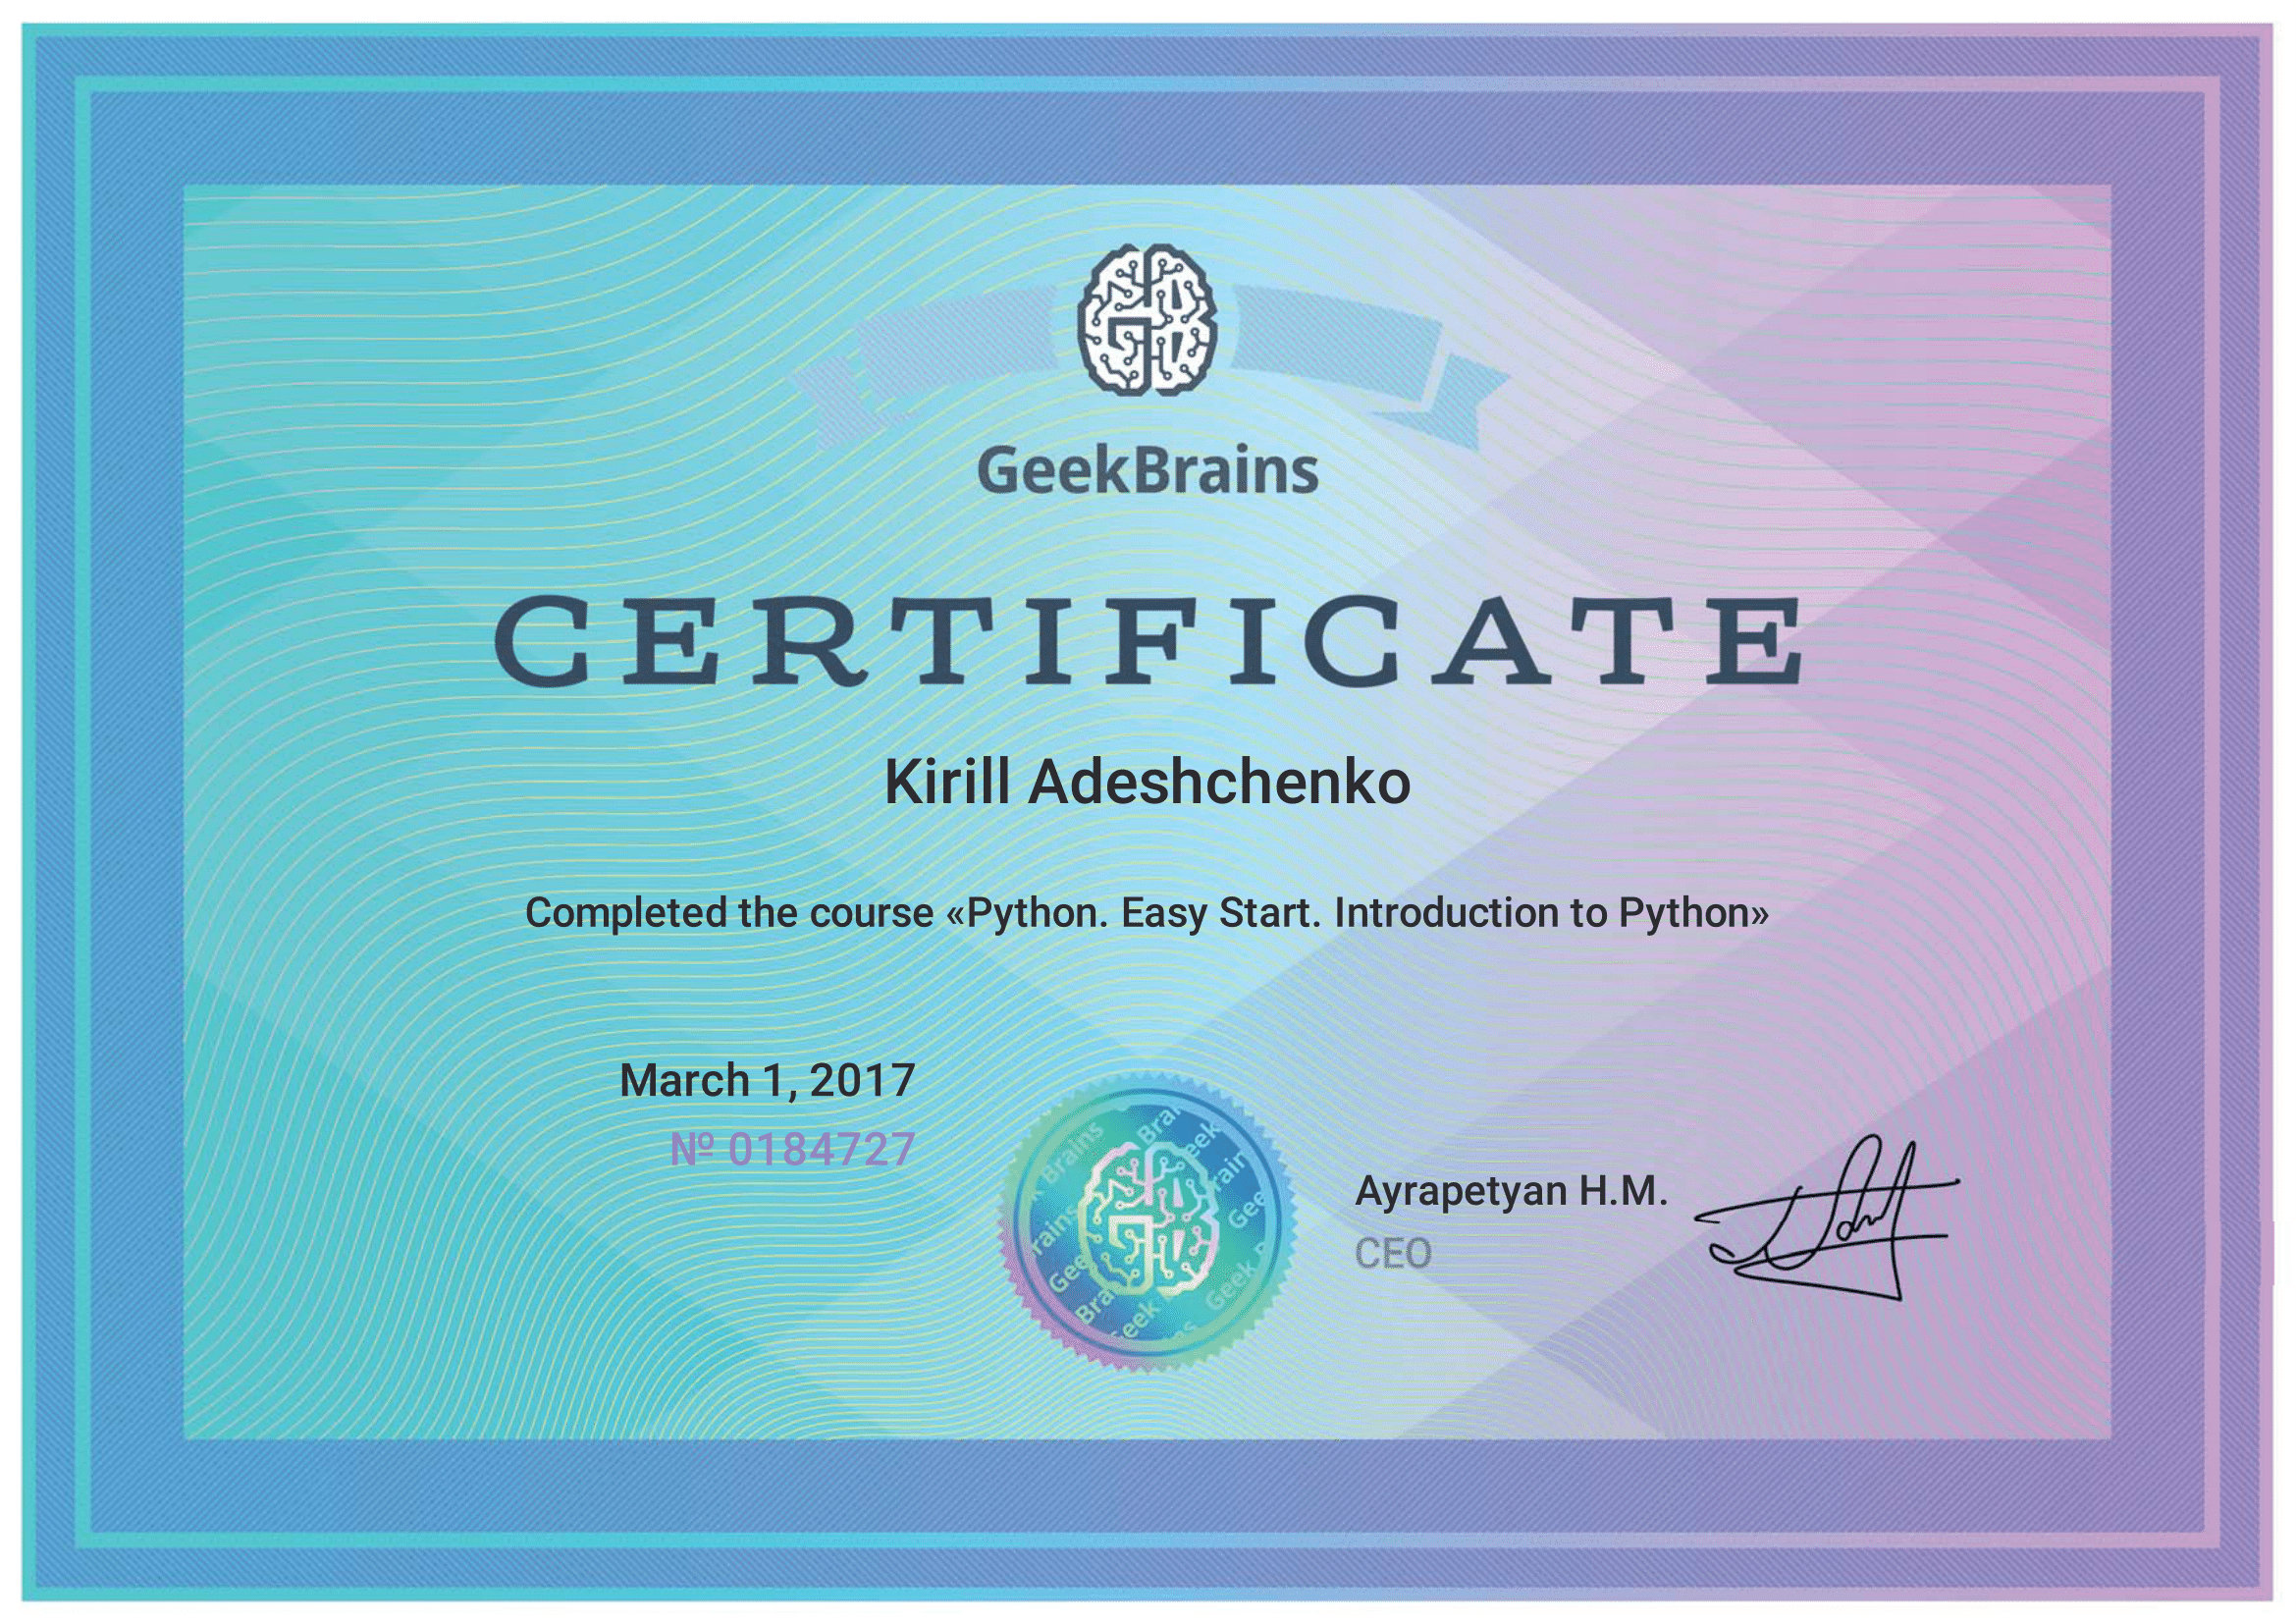 GeekBrains
CERTIFICATE
Kirill Adeshchenko
Completed the course «Python. Easy Start. Introduction to Python»
March 1, 2017
№ 0184727
Ayrapetyan H.M.
CEO